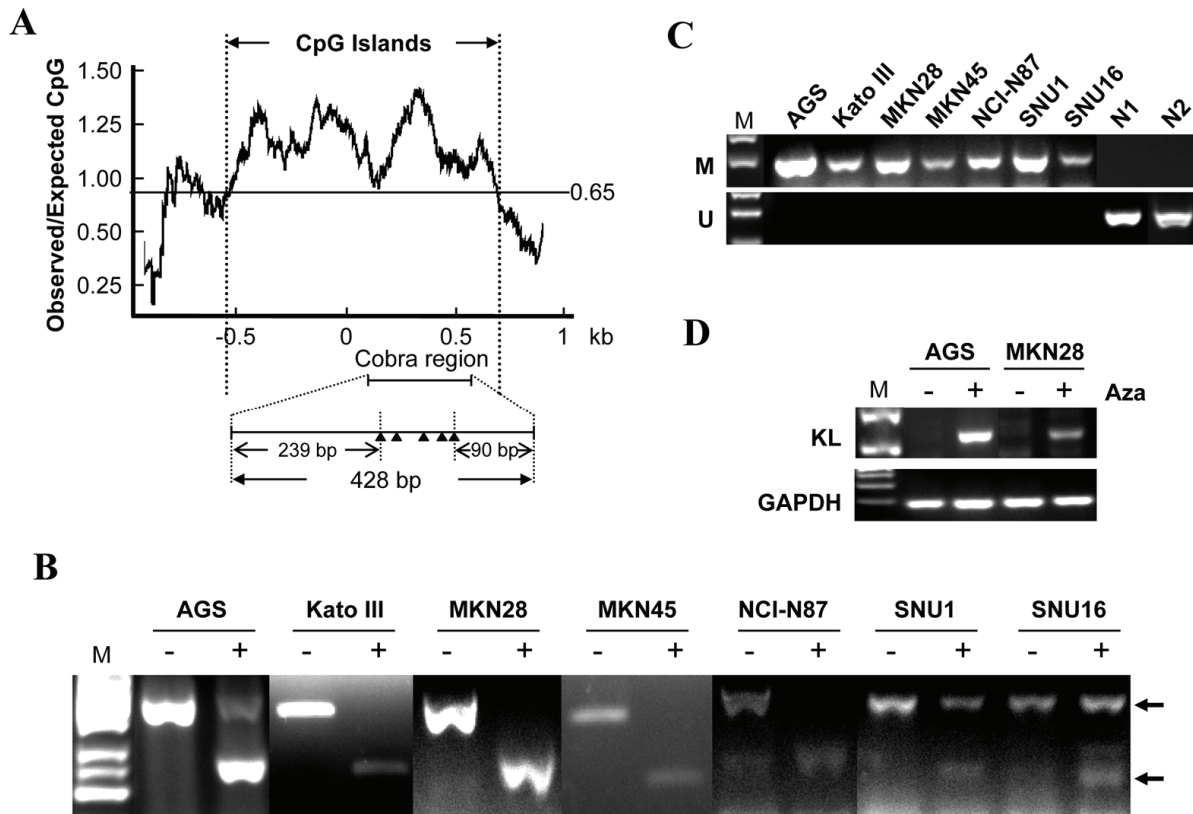 A
CpG Islands
Observed/Expected CpG
1.50
1.25
1.00
0.50
0.25
0.65
-0.5 0 0.5 1 kb
Cobra region
239 bp 90 bp
428 bp
C
M AGS Kato III MKN28 MKN45 NCI-N87 SNU1 SNU16 N1 N2
M
U
D
AGS MKN28
M - + - + Aza
KL
GAPDH
B
AGS Kato III MKN28 MKN45 NCI-N87 SNU1 SNU16
M - + - + - + - + - + - + - +